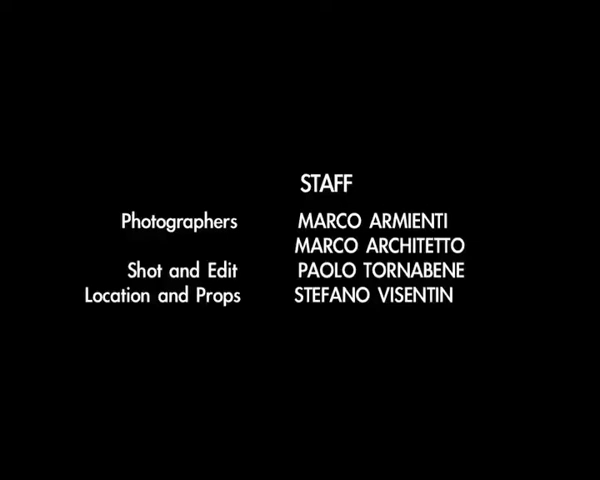 STAFF
Photographers MARCO ARMIENTI
MARCO ARCHITETTO
Shot and Edit PAOLO TORNABENE
Location and Props STEFANO VISENTIN